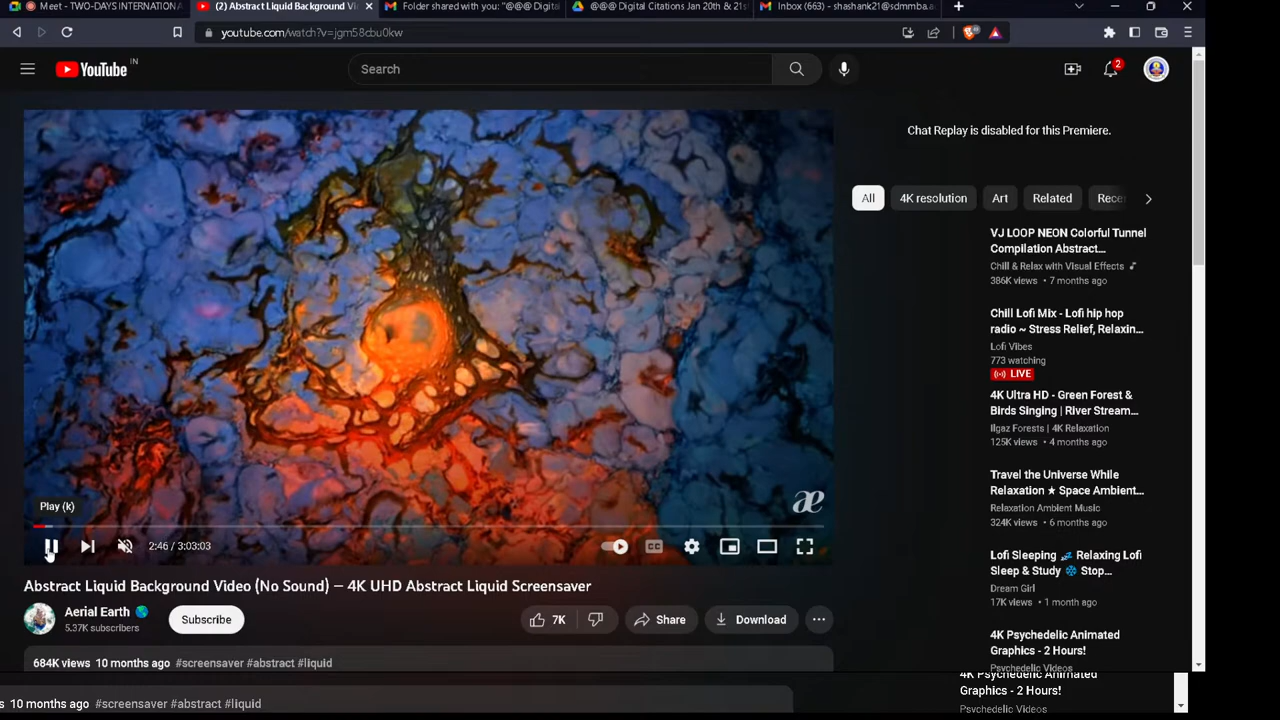 Meet - TWO-DAYS INTERNATIONA
(2) Abstract Liquid Background Vi
Folder shared with you: "@@@ Digital
@@@ Digital Citations Jan 20th & 21s
Inbox (663) - shashank21@sdmmba.a
youtube.com/watch?v=jgm58cbu0kw
YouTube IN
Search
2
Chat Replay is disabled for this Premiere.
All
4K resolution
Art
Related
Rece
VJ LOOP NEON Colorful Tunnel
Compilation Abstract...
Chill & Relax with Visual Effects
386K views • 7 months ago
Chill Lofi Mix - Lofi hip hop
radio ~ Stress Relief, Relaxin...
Lofi Vibes
773 watching
LIVE
4K Ultra HD - Green Forest &
Birds Singing | River Stream...
Ilgaz Forests | 4K Relaxation
125K views • 4 months ago
Travel the Universe While
Relaxation ★ Space Ambient...
Relaxation Ambient Music
324K views • 6 months ago
Lofi Sleeping 💤 Relaxing Lofi
Sleep & Study ❄ Stop...
Dream Girl
17K views • 1 month ago
4K Psychedelic Animated
Graphics - 2 Hours!
Psychedelic Videos
æ
Play (k)
2:46 / 3:03:03
CC
Abstract Liquid Background Video (No Sound) – 4K UHD Abstract Liquid Screensaver
Aerial Earth
5.37K subscribers
Subscribe
7K
Share
Download
684K views 10 months ago #screensaver #abstract #liquid
4K Psychedelic Animated
Graphics - 2 Hours!
s 10 months ago #screensaver #abstract #liquid
Psychedelic Videos